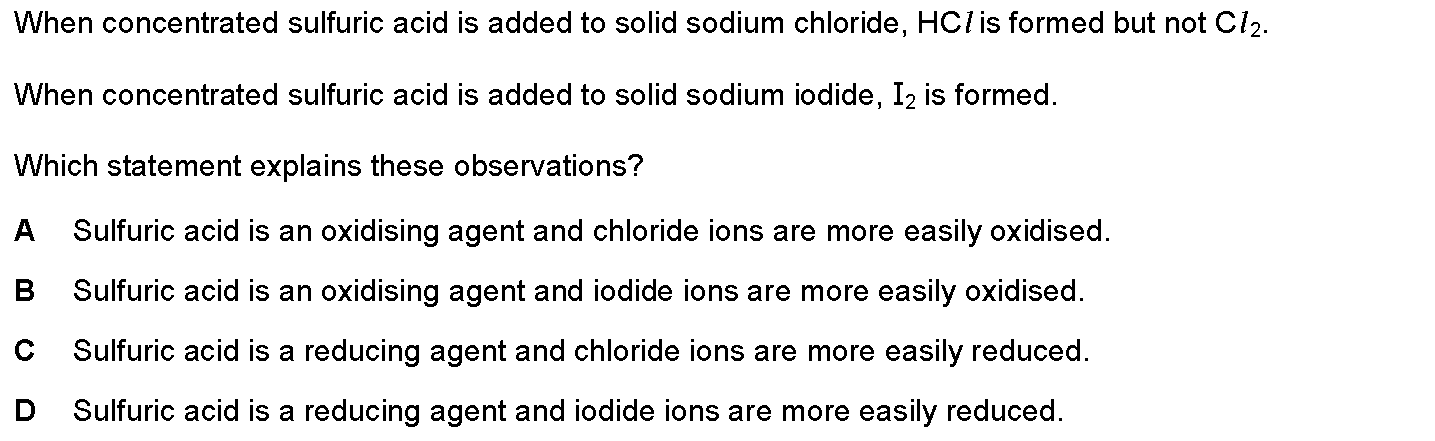 When concentrated sulfuric acid is added to solid sodium chloride, HCl is formed but not Cl₂.
When concentrated sulfuric acid is added to solid sodium iodide, I₂ is formed.
Which statement explains these observations?
A Sulfuric acid is an oxidising agent and chloride ions are more easily oxidised.
B Sulfuric acid is an oxidising agent and iodide ions are more easily oxidised.
C Sulfuric acid is a reducing agent and chloride ions are more easily reduced.
D Sulfuric acid is a reducing agent and iodide ions are more easily reduced.